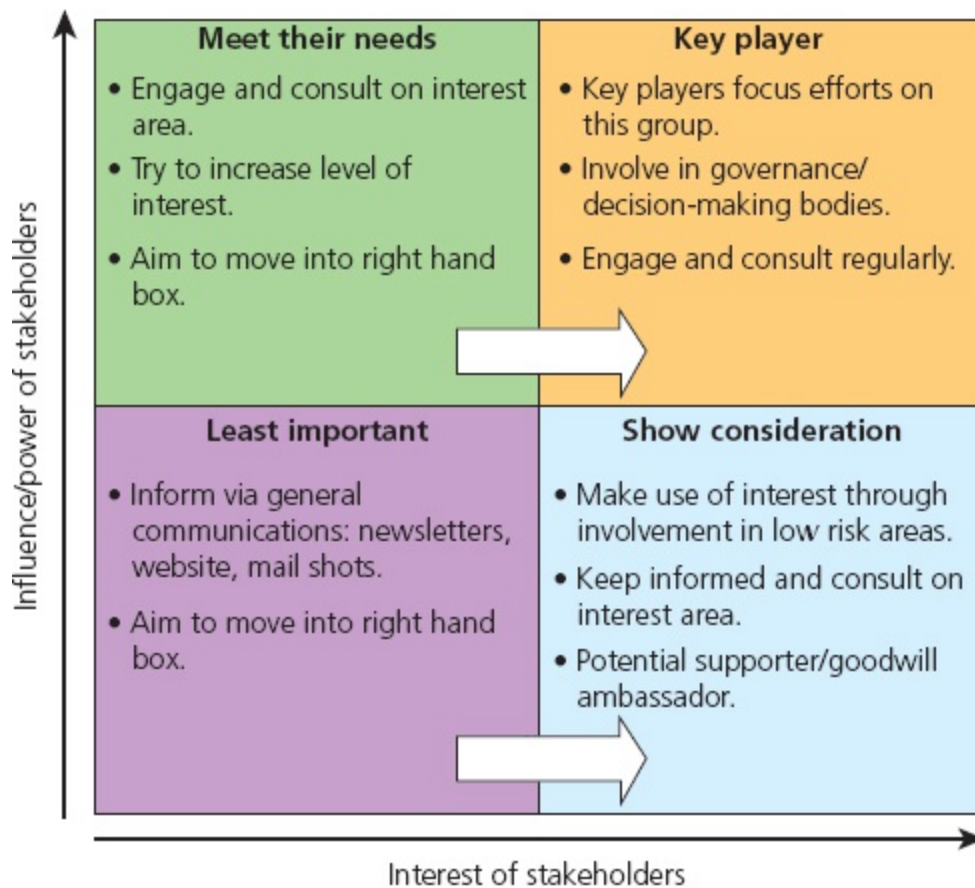 Influence/power of stakeholders
Meet their needs
• Engage and consult on interest
area.
• Try to increase level of
interest.
• Aim to move into right hand
box.
Key player
• Key players focus efforts on
this group.
• Involve in governance/
decision-making bodies.
• Engage and consult regularly.
Least important
• Inform via general
communications: newsletters,
website, mail shots.
• Aim to move into right hand
box.
Show consideration
• Make use of interest through
involvement in low risk areas.
• Keep informed and consult on
interest area.
• Potential supporter/goodwill
ambassador.
Interest of stakeholders